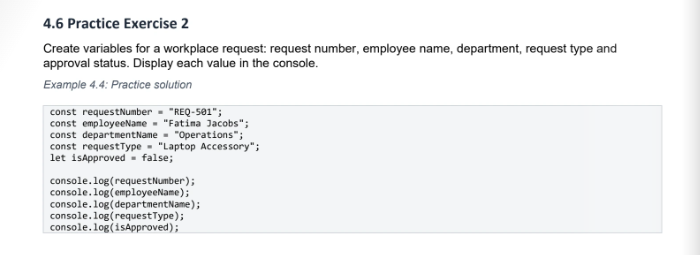 4.6 Practice Exercise 2
Create variables for a workplace request: request number, employee name, department, request type and
approval status. Display each value in the console.
Example 4.4: Practice solution
const requestNumber = "REQ-501";
const employeeName = "Fatima Jacobs";
const departmentName = "Operations";
const requestType = "Laptop Accessory";
let isApproved = false;
console.log(requestNumber);
console.log(employeeName);
console.log(departmentName);
console.log(requestType);
console.log(isApproved);